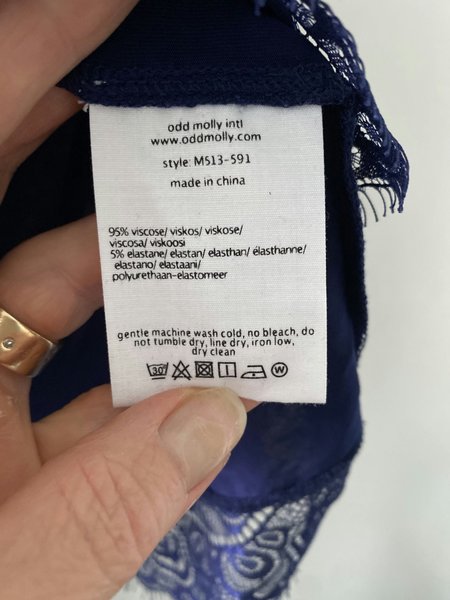 odd molly intl
www.oddmolly.com
style: M513-591
made in china
95% viscose/ viskos/ viskose/
viscosa/ viskoosi
5% elastane/ elastan/ elasthan/ élasthanne/
elastano/ elastaani/
polyurethaan-elastomeer
gentle machine wash cold, no bleach, do
not tumble dry, line dry, iron low,
dry clean
30° W